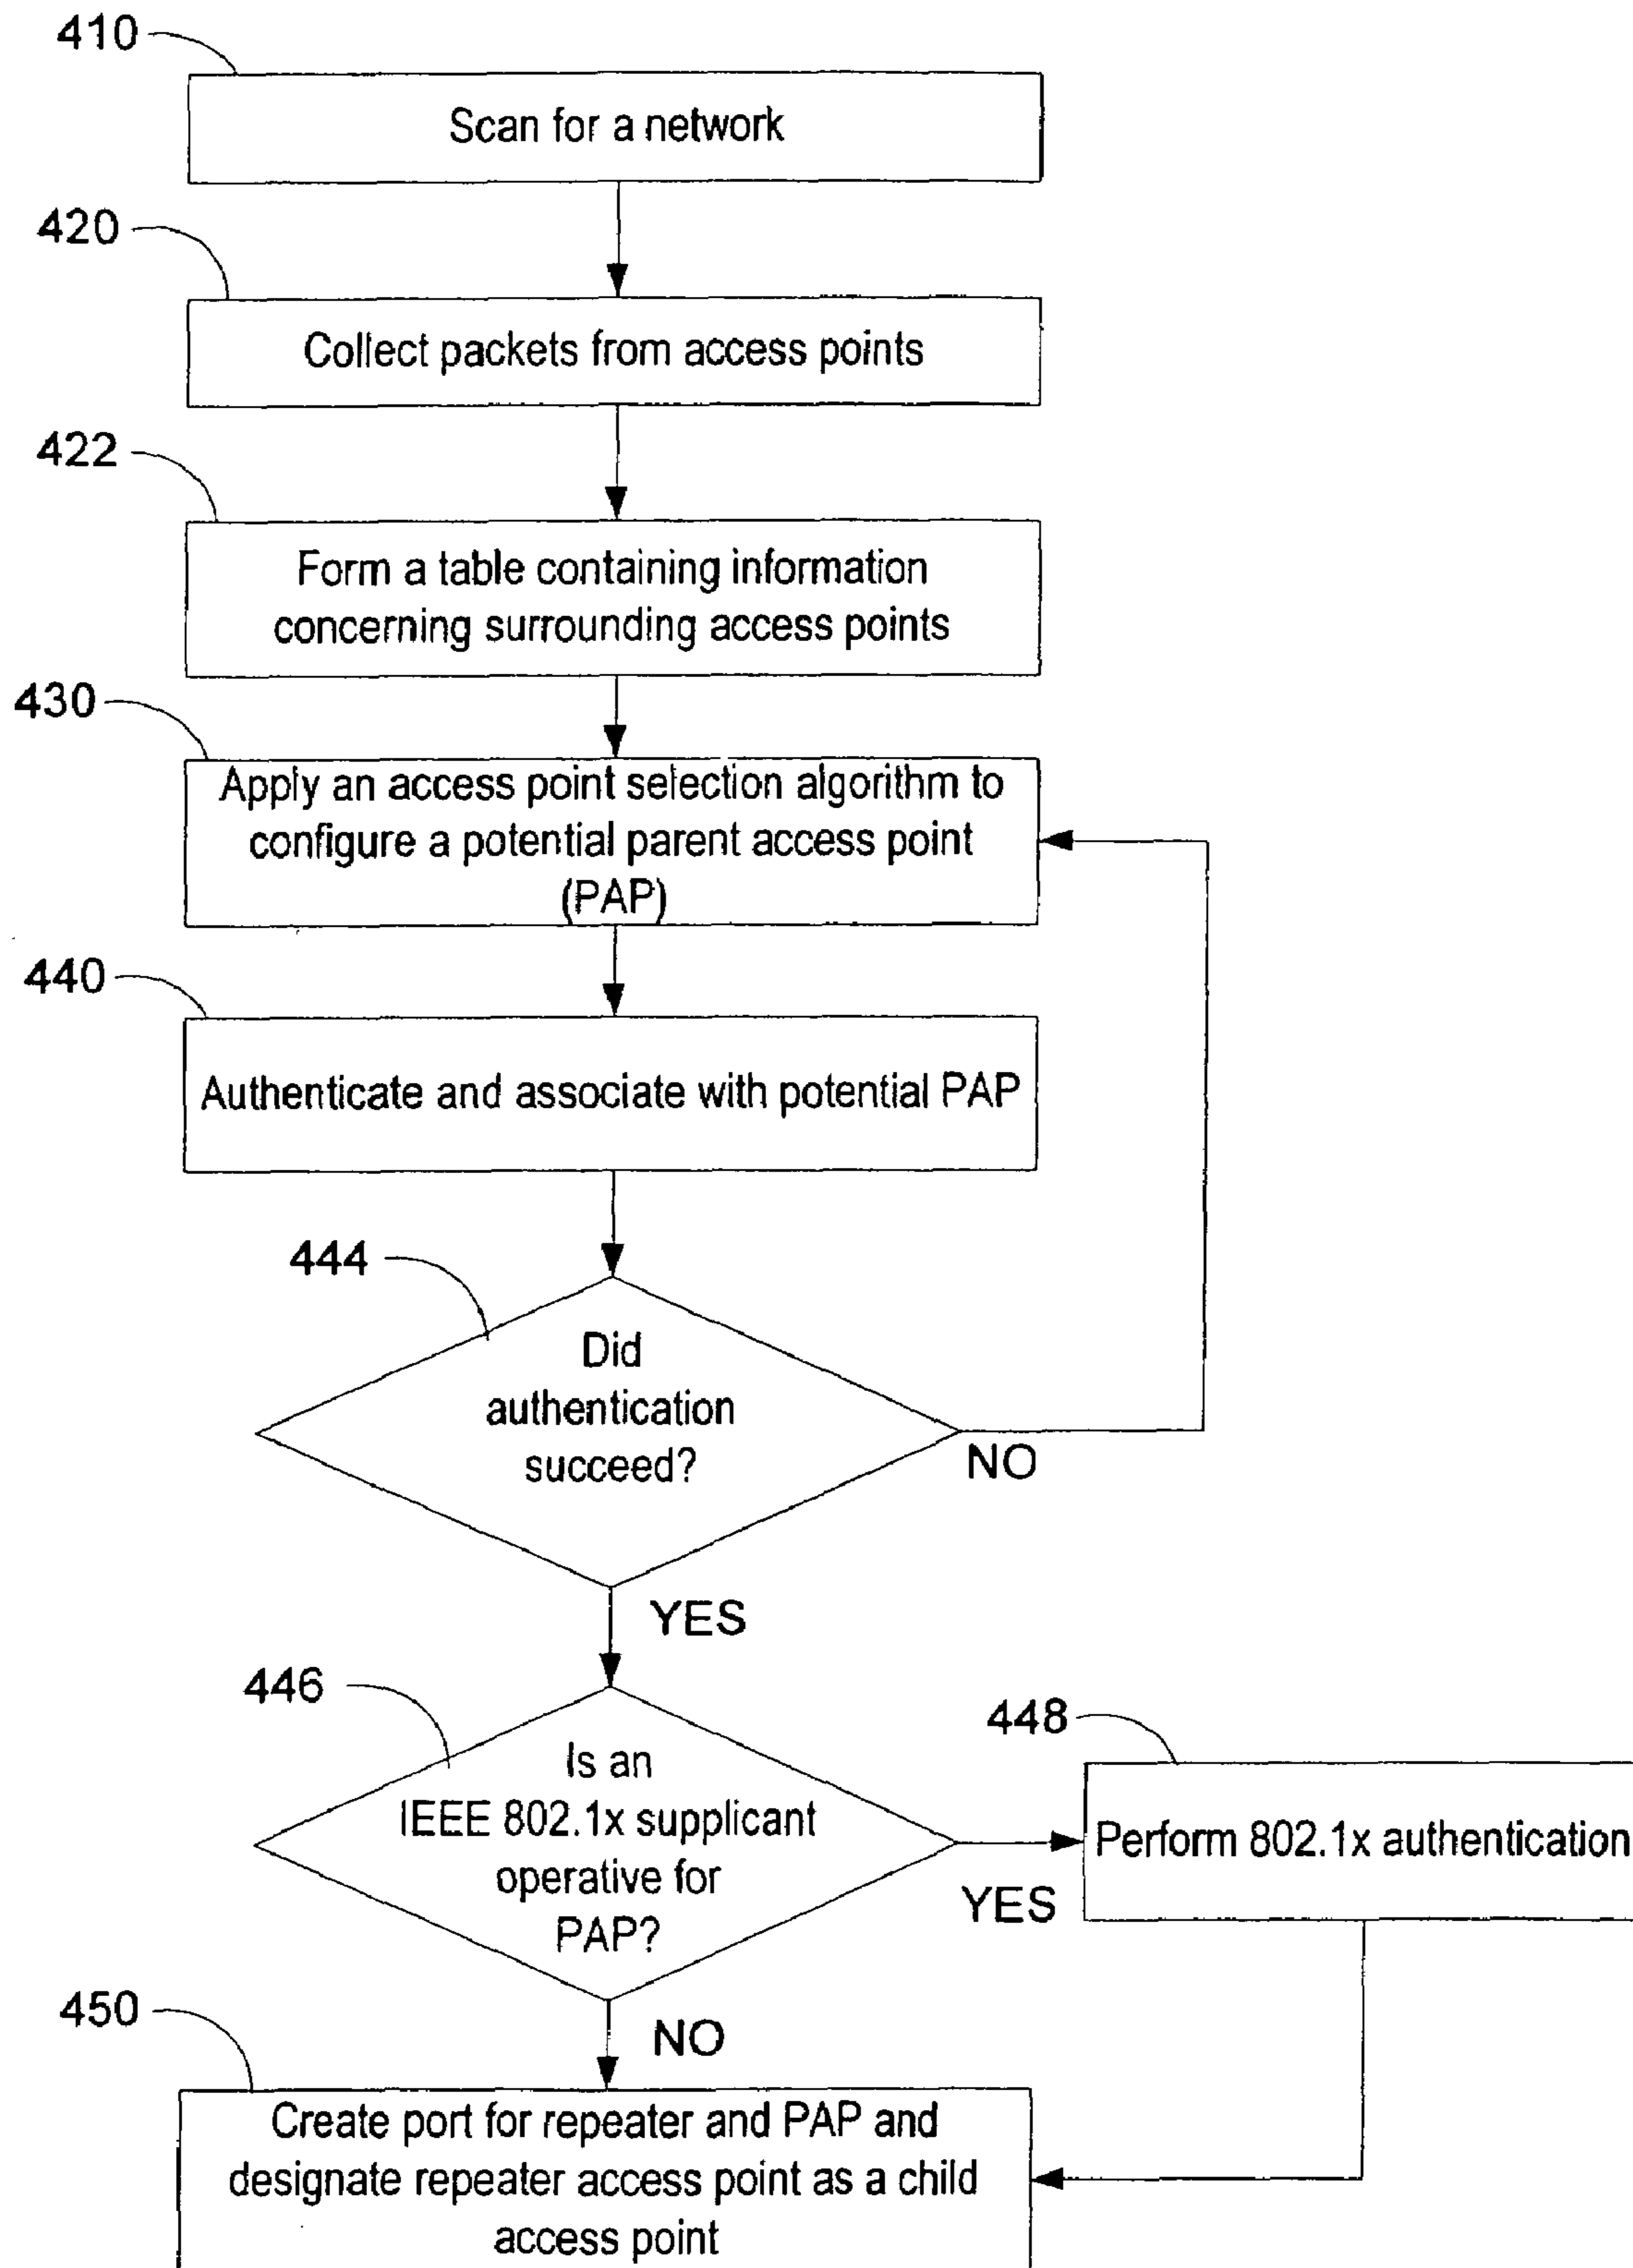 410
Scan for a network
420
Collect packets from access points
422
Form a table containing information
concerning surrounding access points
430
Apply an access point selection algorithm to
configure a potential parent access point
(PAP)
440
Authenticate and associate with potential PAP
444
Did
authentication
succeed?
NO
YES
446
Is an
IEEE 802.1x supplicant
operative for
PAP?
YES
448
Perform 802.1x authentication
NO
450
Create port for repeater and PAP and
designate repeater access point as a child
access point